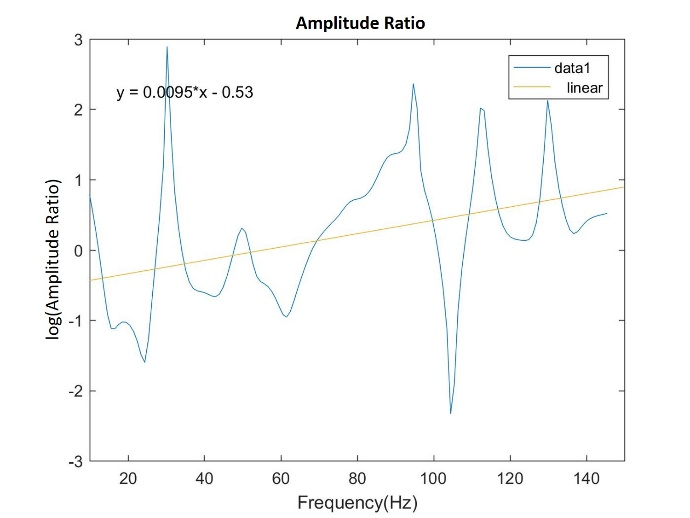 Amplitude Ratio
3
y = 0.0095*x - 0.53
data1
linear
2
1
0
-1
-2
-3
log(Amplitude Ratio)
20 40 60 80 100 120 140
Frequency(Hz)